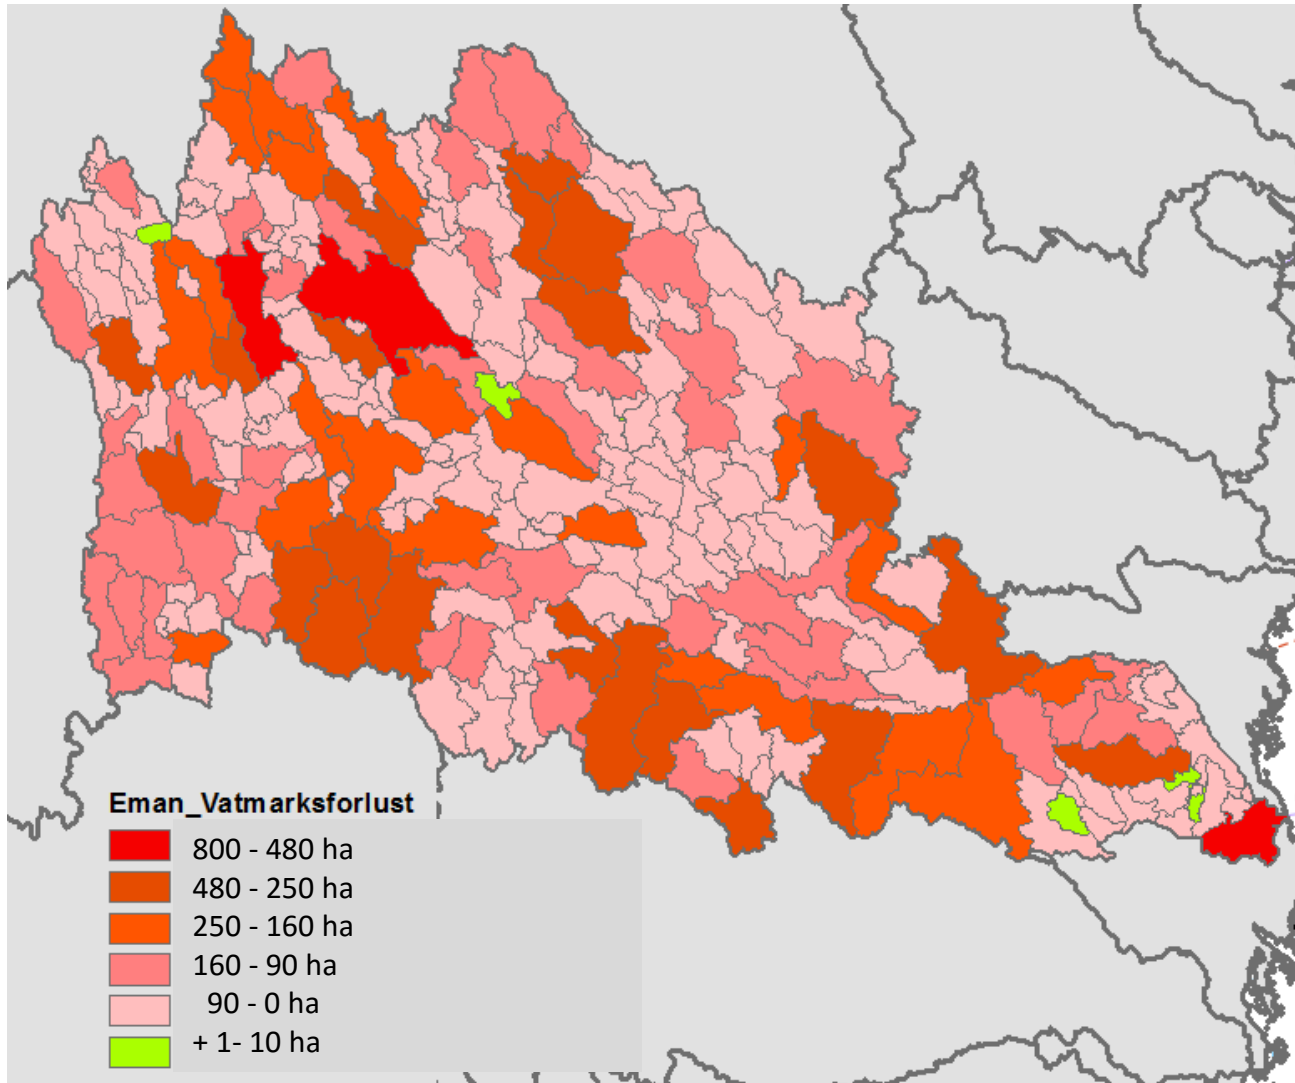 Eman_Vatmarksforlust
800 - 480 ha
480 - 250 ha
250 - 160 ha
160 - 90 ha
90 - 0 ha
+ 1- 10 ha